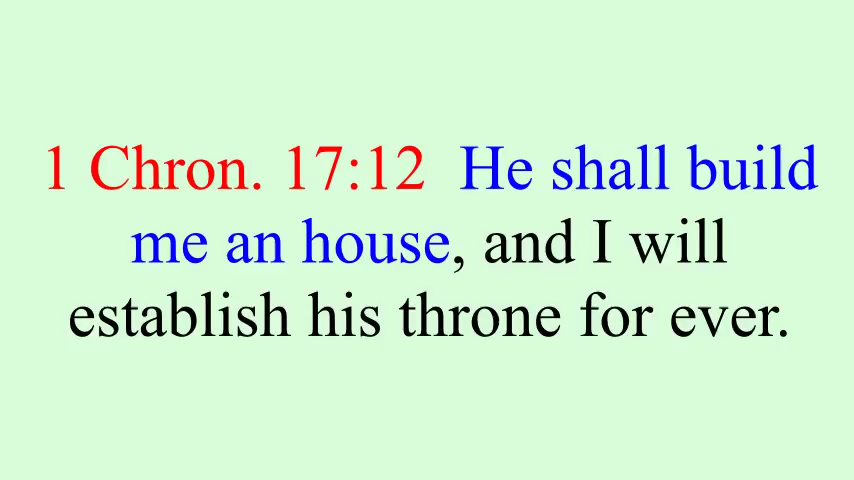 1 Chron. 17:12  He shall build
me an house, and I will
establish his throne for ever.